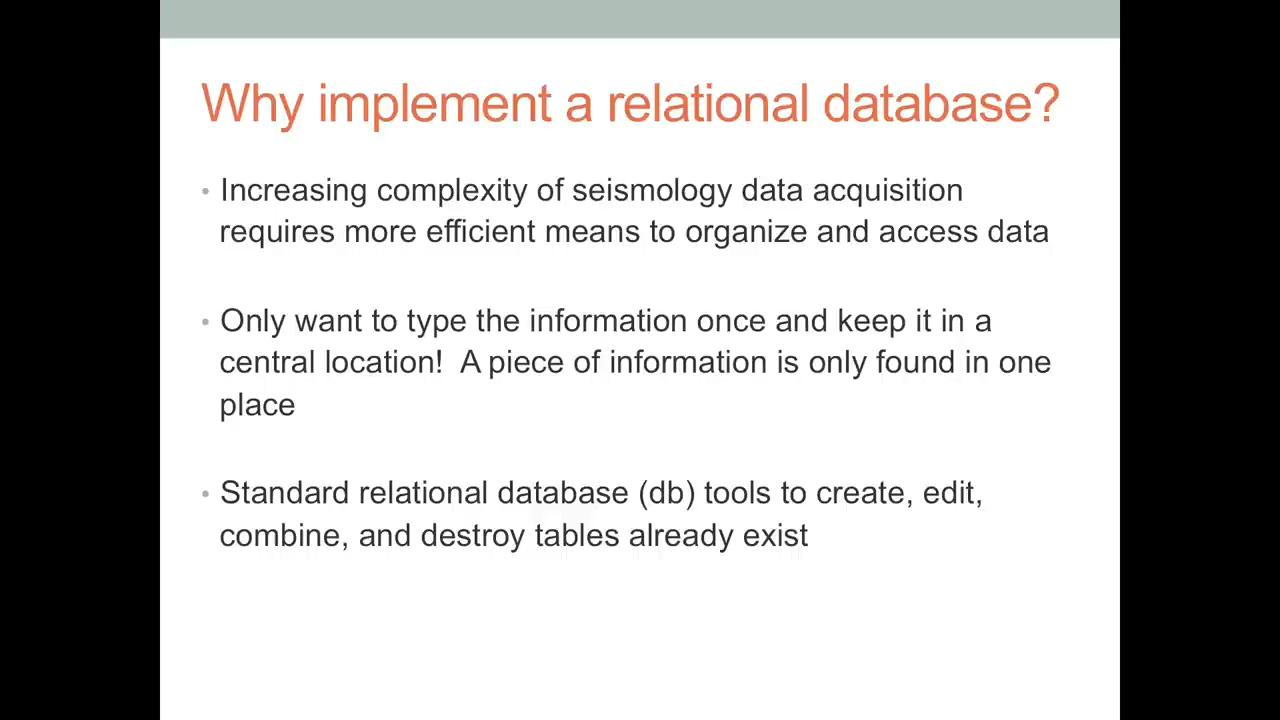 Why implement a relational database?
• Increasing complexity of seismology data acquisition
requires more efficient means to organize and access data
• Only want to type the information once and keep it in a
central location!  A piece of information is only found in one
place
• Standard relational database (db) tools to create, edit,
combine, and destroy tables already exist